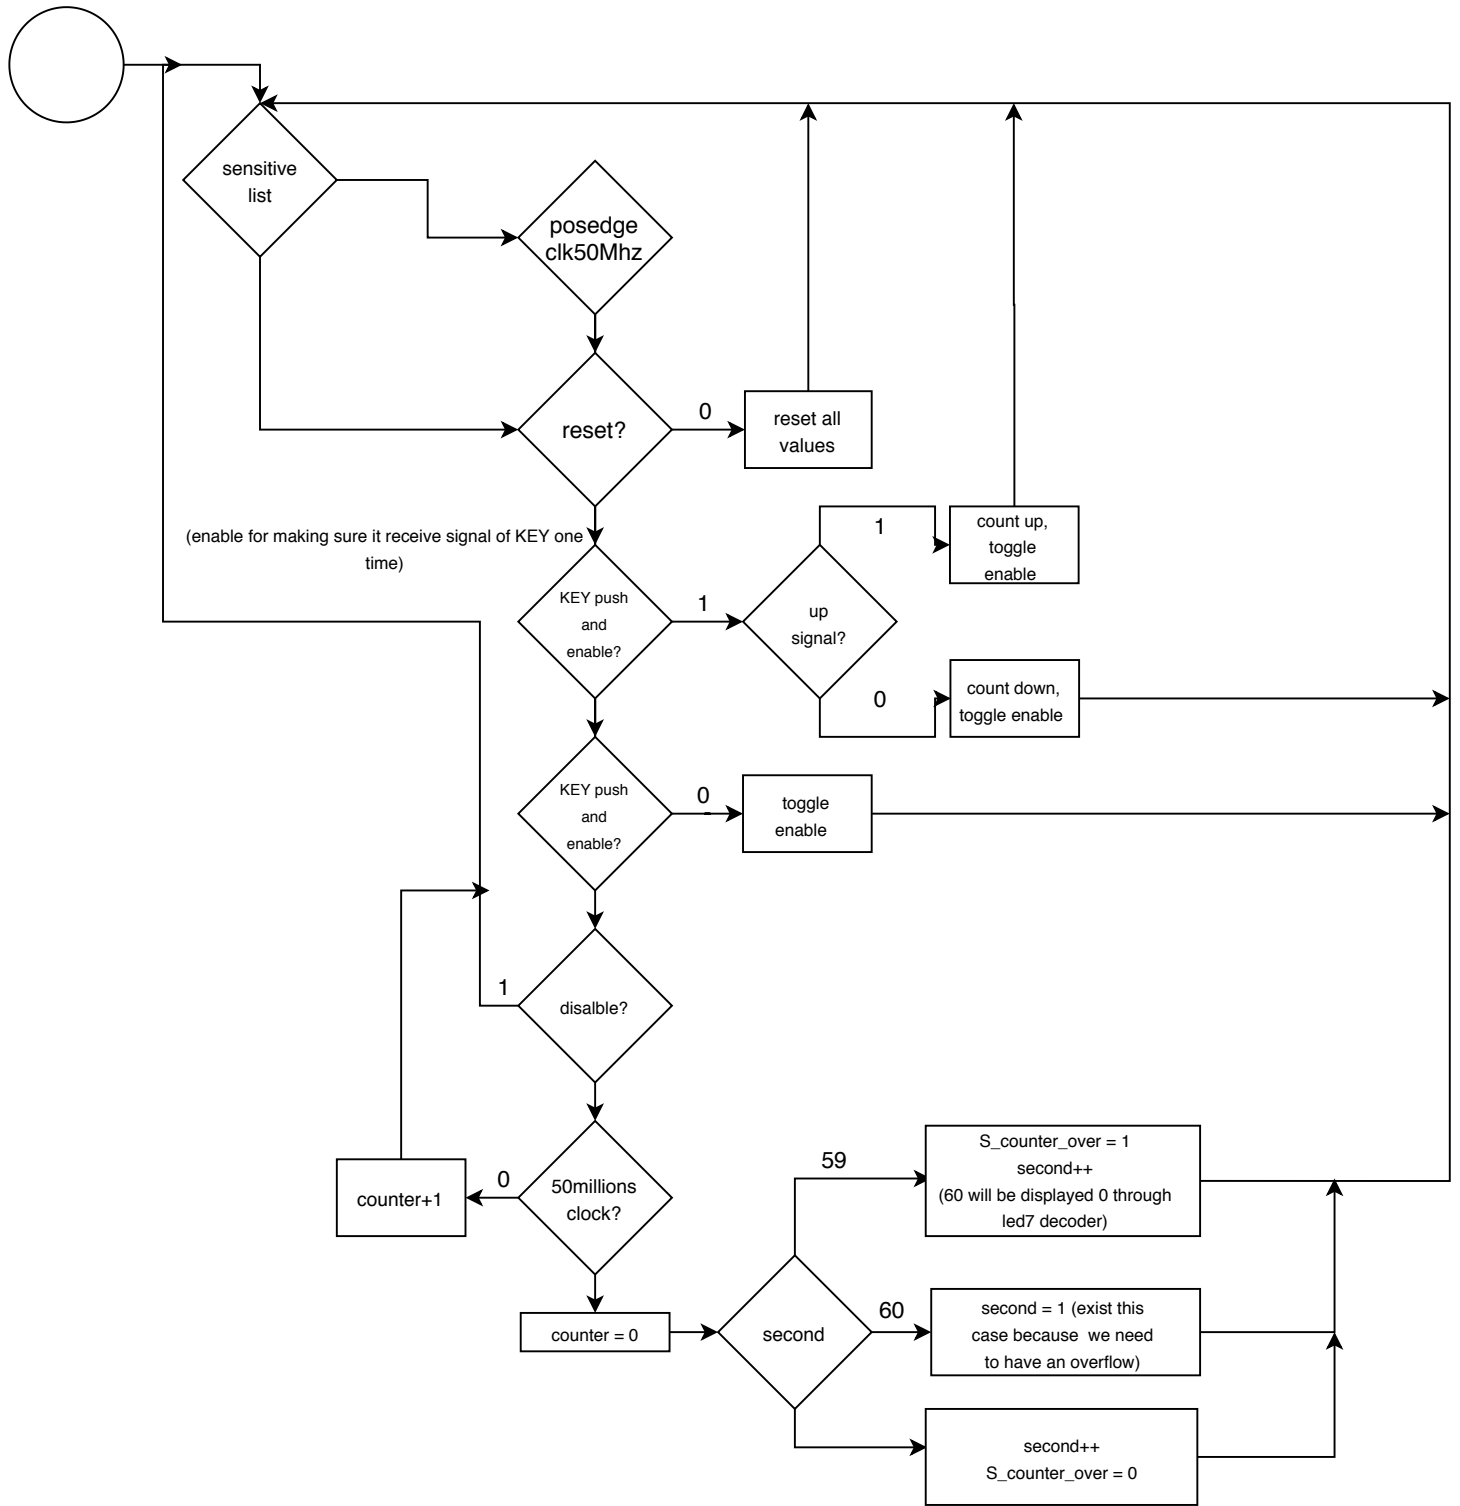 sensitive
list
posedge
clk50Mhz
reset?
0
reset all
values
(enable for making sure it receive signal of KEY one
time)
KEY push
and
enable?
1
up
signal?
1
count up,
toggle
enable
0
count down,
toggle enable
KEY push
and
enable?
0
toggle
enable
disalble?
1
50millions
clock?
0
counter+1
counter = 0
second
59
S_counter_over = 1
second++
(60 will be displayed 0 through
led7 decoder)
60
second = 1 (exist this
case because we need
to have an overflow)
second++
S_counter_over = 0